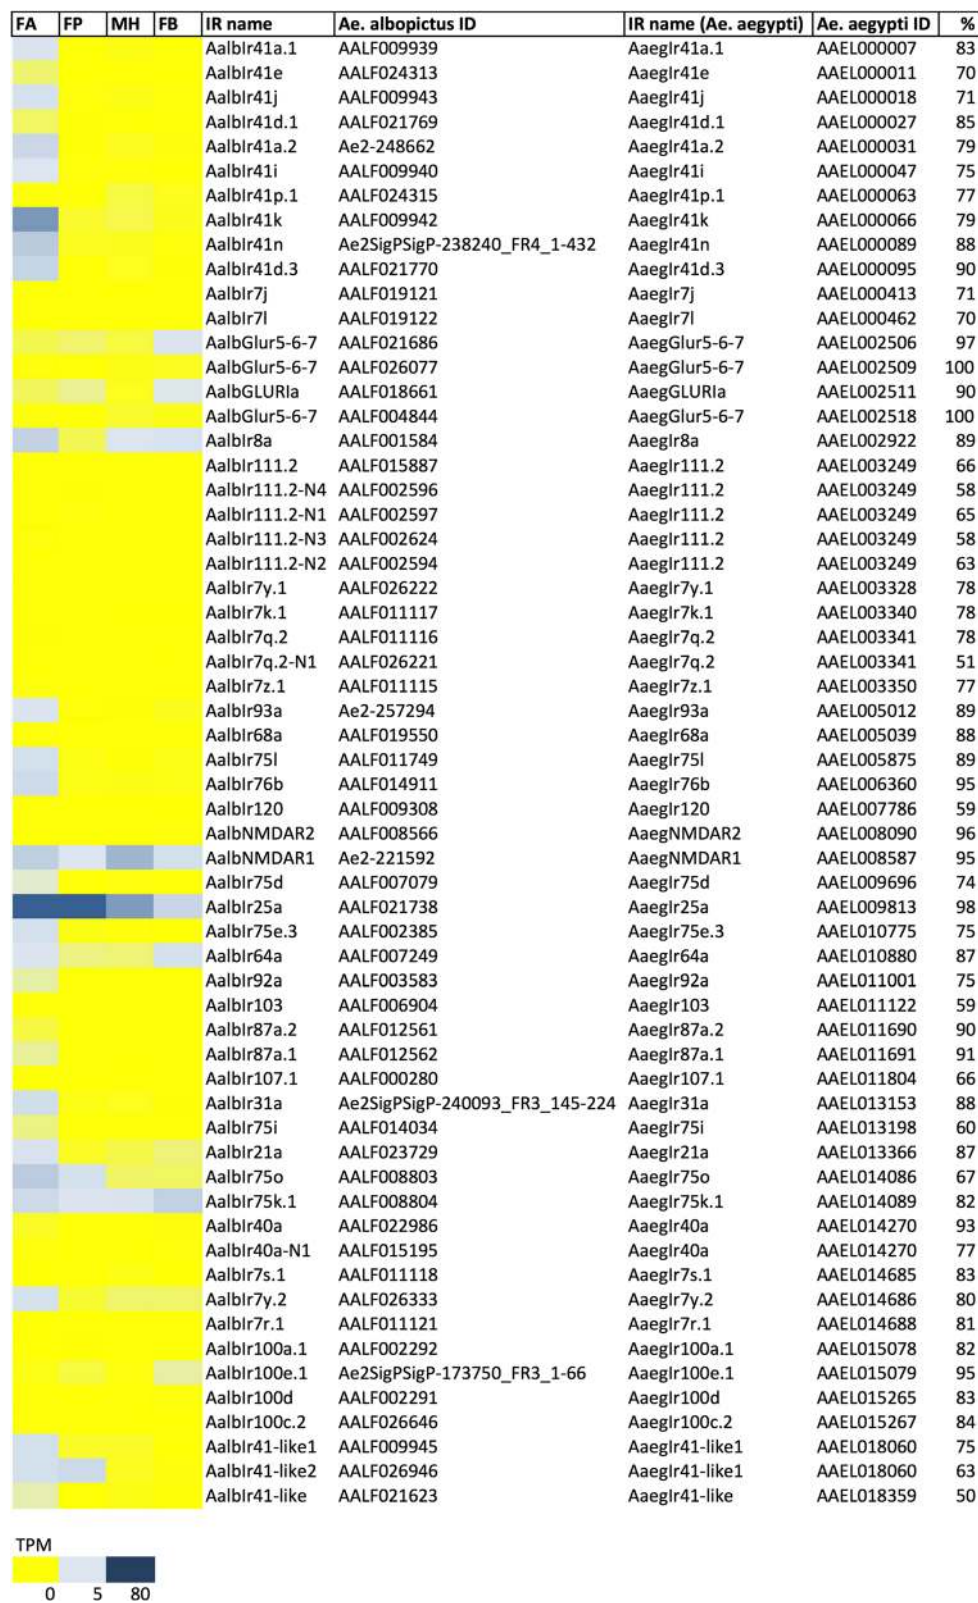 FA FP MH FB IR name Ae. albopictus ID IR name (Ae. aegypti) Ae. aegypti ID %
AalbIr41a.1 AALF009939 AaegIr41a.1 AAEL000007 83
AalbIr41e AALF024313 AaegIr41e AAEL000011 70
AalbIr41j AALF009943 AaegIr41j AAEL000018 71
AalbIr41d.1 AALF021769 AaegIr41d.1 AAEL000027 85
AalbIr41a.2 Ae2-248662 AaegIr41a.2 AAEL000031 79
AalbIr41i AALF009940 AaegIr41i AAEL000047 75
AalbIr41p.1 AALF024315 AaegIr41p.1 AAEL000063 77
AalbIr41k AALF009942 AaegIr41k AAEL000066 79
AalbIr41n Ae2SigPSigP-238240_FR4_1-432 AaegIr41n AAEL000089 88
AalbIr41d.3 AALF021770 AaegIr41d.3 AAEL000095 90
AalbIr7j AALF019121 AaegIr7j AAEL000413 71
AalbIr7l AALF019122 AaegIr7l AAEL000462 70
AalbGlur5-6-7 AALF021686 AaegGlur5-6-7 AAEL002506 97
AalbGlur5-6-7 AALF026077 AaegGlur5-6-7 AAEL002509 100
AalbGLURIa AALF018661 AaegGLURIa AAEL002511 90
AalbGlur5-6-7 AALF004844 AaegGlur5-6-7 AAEL002518 100
AalbIr8a AALF001584 AaegIr8a AAEL002922 89
AalbIr111.2 AALF015887 AaegIr111.2 AAEL003249 66
AalbIr111.2-N4 AALF002596 AaegIr111.2 AAEL003249 58
AalbIr111.2-N1 AALF002597 AaegIr111.2 AAEL003249 65
AalbIr111.2-N3 AALF002624 AaegIr111.2 AAEL003249 58
AalbIr111.2-N2 AALF002594 AaegIr111.2 AAEL003249 63
AalbIr7y.1 AALF026222 AaegIr7y.1 AAEL003328 78
AalbIr7k.1 AALF011117 AaegIr7k.1 AAEL003340 78
AalbIr7q.2 AALF011116 AaegIr7q.2 AAEL003341 78
AalbIr7q.2-N1 AALF026221 AaegIr7q.2 AAEL003341 51
AalbIr7z.1 AALF011115 AaegIr7z.1 AAEL003350 77
AalbIr93a Ae2-257294 AaegIr93a AAEL005012 89
AalbIr68a AALF019550 AaegIr68a AAEL005039 88
AalbIr75l AALF011749 AaegIr75l AAEL005875 89
AalbIr76b AALF014911 AaegIr76b AAEL006360 95
AalbIr120 AALF009308 AaegIr120 AAEL007786 59
AalbNMDAR2 AALF008566 AaegNMDAR2 AAEL008090 96
AalbNMDAR1 Ae2-221592 AaegNMDAR1 AAEL008587 95
AalbIr75d AALF007079 AaegIr75d AAEL009696 74
AalbIr25a AALF021738 AaegIr25a AAEL009813 98
AalbIr75e.3 AALF002385 AaegIr75e.3 AAEL010775 75
AalbIr64a AALF007249 AaegIr64a AAEL010880 87
AalbIr92a AALF003583 AaegIr92a AAEL011001 75
AalbIr103 AALF006904 AaegIr103 AAEL011122 59
AalbIr87a.2 AALF012561 AaegIr87a.2 AAEL011690 90
AalbIr87a.1 AALF012562 AaegIr87a.1 AAEL011691 91
AalbIr107.1 AALF000280 AaegIr107.1 AAEL011804 66
AalbIr31a Ae2SigPSigP-240093_FR3_145-224 AaegIr31a AAEL013153 88
AalbIr75i AALF014034 AaegIr75i AAEL013198 60
AalbIr21a AALF023729 AaegIr21a AAEL013366 87
AalbIr75o AALF008803 AaegIr75o AAEL014086 67
AalbIr75k.1 AALF008804 AaegIr75k.1 AAEL014089 82
AalbIr40a AALF022986 AaegIr40a AAEL014270 93
AalbIr40a-N1 AALF015195 AaegIr40a AAEL014270 77
AalbIr7s.1 AALF011118 AaegIr7s.1 AAEL014685 83
AalbIr7y.2 AALF026333 AaegIr7y.2 AAEL014686 80
AalbIr7r.1 AALF011121 AaegIr7r.1 AAEL014688 81
AalbIr100a.1 AALF002292 AaegIr100a.1 AAEL015078 82
AalbIr100e.1 Ae2SigPSigP-173750_FR3_1-66 AaegIr100e.1 AAEL015079 95
AalbIr100d AALF002291 AaegIr100d AAEL015265 83
AalbIr100c.2 AALF026646 AaegIr100c.2 AAEL015267 84
AalbIr41-like1 AALF009945 AaegIr41-like1 AAEL018060 75
AalbIr41-like2 AALF026946 AaegIr41-like1 AAEL018060 63
AalbIr41-like AALF021623 AaegIr41-like AAEL018359 50
TPM
0 5 80